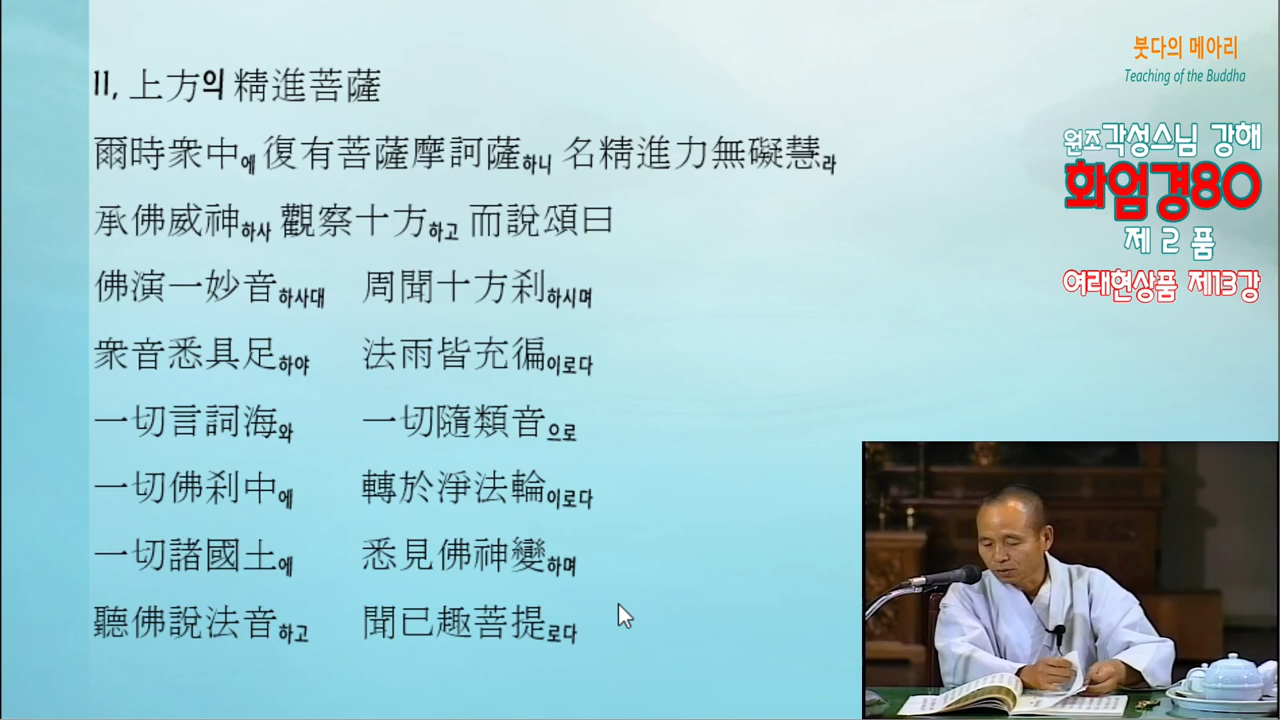 11, 上方의 精進菩薩
爾時衆中에 復有菩薩摩訶薩하니 名精進力無礙慧라
承佛威神하사 觀察十方하고 而說頌曰
佛演一妙音하사대 周聞十方刹하시며
衆音悉具足하야 法雨皆充徧이로다
一切言詞海와 一切隨類音으로
一切佛刹中에 轉於淨法輪이로다
一切諸國土에 悉見佛神變하며
聽佛說法音하고 聞已趣菩提로다
붓다의 메아리
Teaching of the Buddha
원조각성스님 강해
화엄경80
제2품
여래현상품 제13강